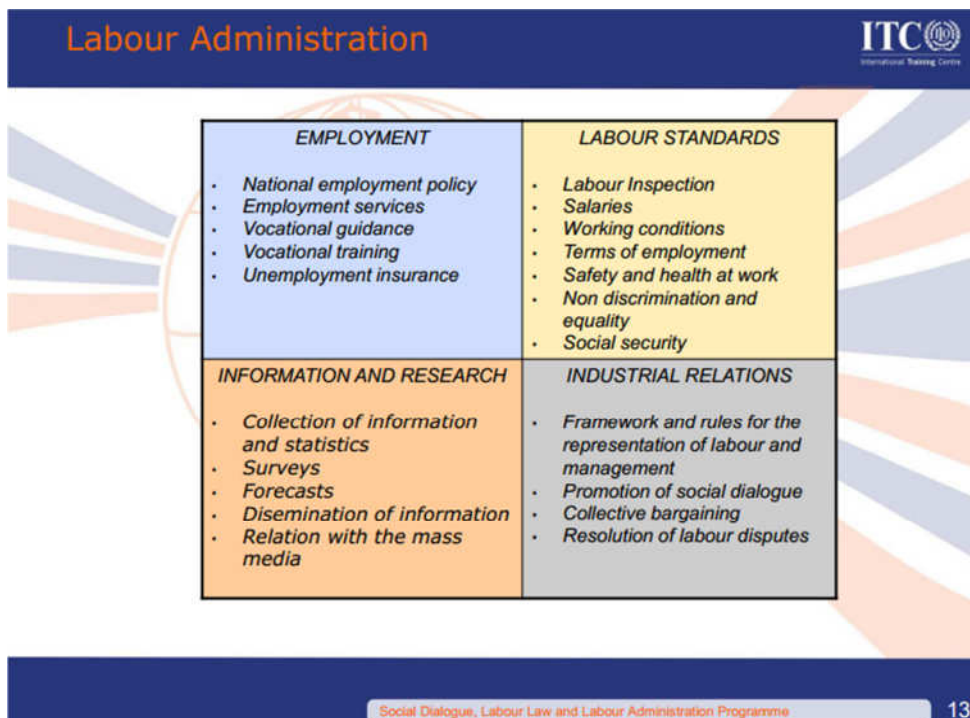 Labour Administration
ITC
International Training Centre
EMPLOYMENT
• National employment policy
• Employment services
• Vocational guidance
• Vocational training
• Unemployment insurance
LABOUR STANDARDS
• Labour Inspection
• Salaries
• Working conditions
• Terms of employment
• Safety and health at work
• Non discrimination and
equality
• Social security
INFORMATION AND RESEARCH
• Collection of information
and statistics
• Surveys
• Forecasts
• Disemination of information
• Relation with the mass
media
INDUSTRIAL RELATIONS
• Framework and rules for the
representation of labour and
management
• Promotion of social dialogue
• Collective bargaining
• Resolution of labour disputes
Social Dialogue, Labour Law and Labour Administration Programme
13